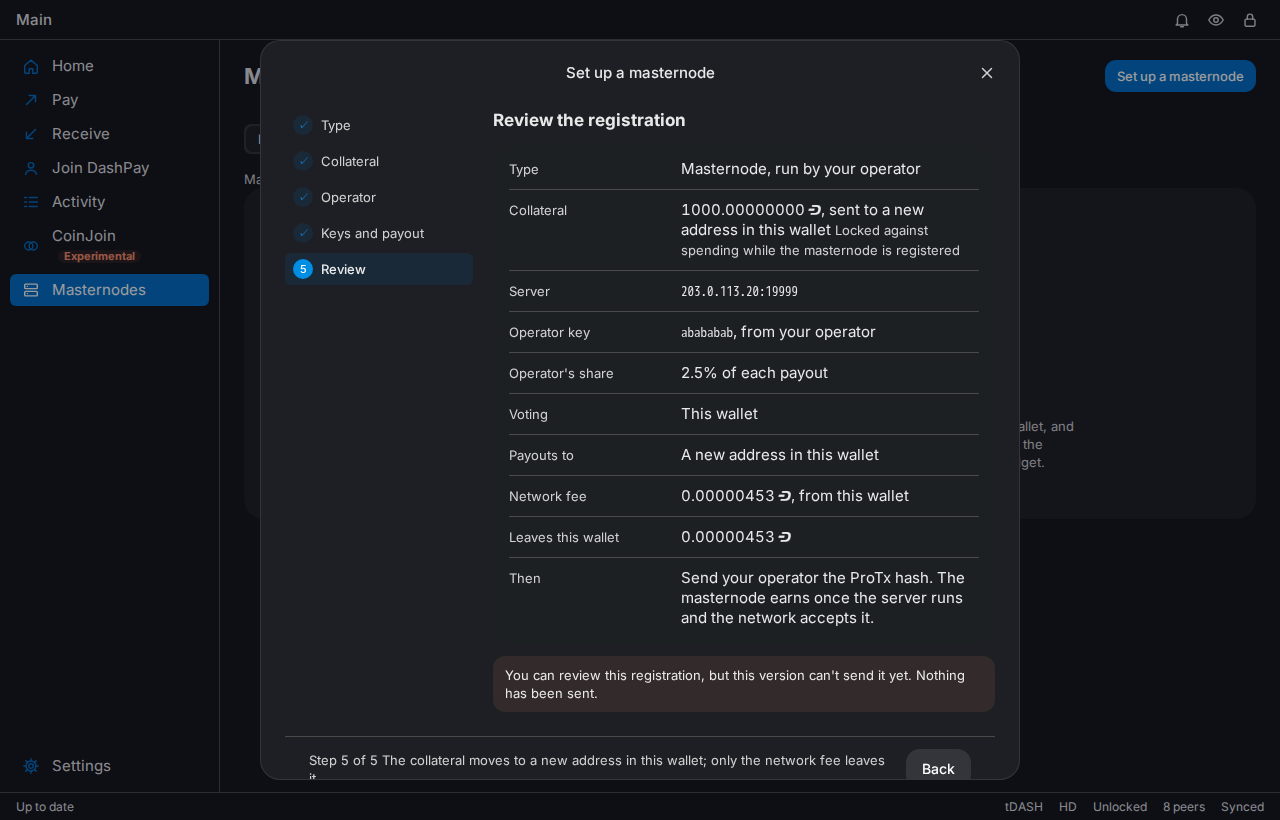 Main
Home
Pay
Receive
Join DashPay
Activity
CoinJoin
Experimental
Masternodes
Settings
Set up a masternode
Set up a masternode
Type
Collateral
Operator
Keys and payout
5 Review
Review the registration
Type Masternode, run by your operator
Collateral 1000.00000000 , sent to a new
address in this wallet Locked against
spending while the masternode is registered
Server 203.0.113.20:19999
Operator key abababab, from your operator
Operator's share 2.5% of each payout
Voting This wallet
Payouts to A new address in this wallet
Network fee 0.00000453 , from this wallet
Leaves this wallet 0.00000453
Then Send your operator the ProTx hash. The
masternode earns once the server runs
and the network accepts it.
You can review this registration, but this version can't send it yet. Nothing
has been sent.
Step 5 of 5 The collateral moves to a new address in this wallet; only the network fee leaves
it
Back
and
the
Up to date
tDASH HD Unlocked 8 peers Synced